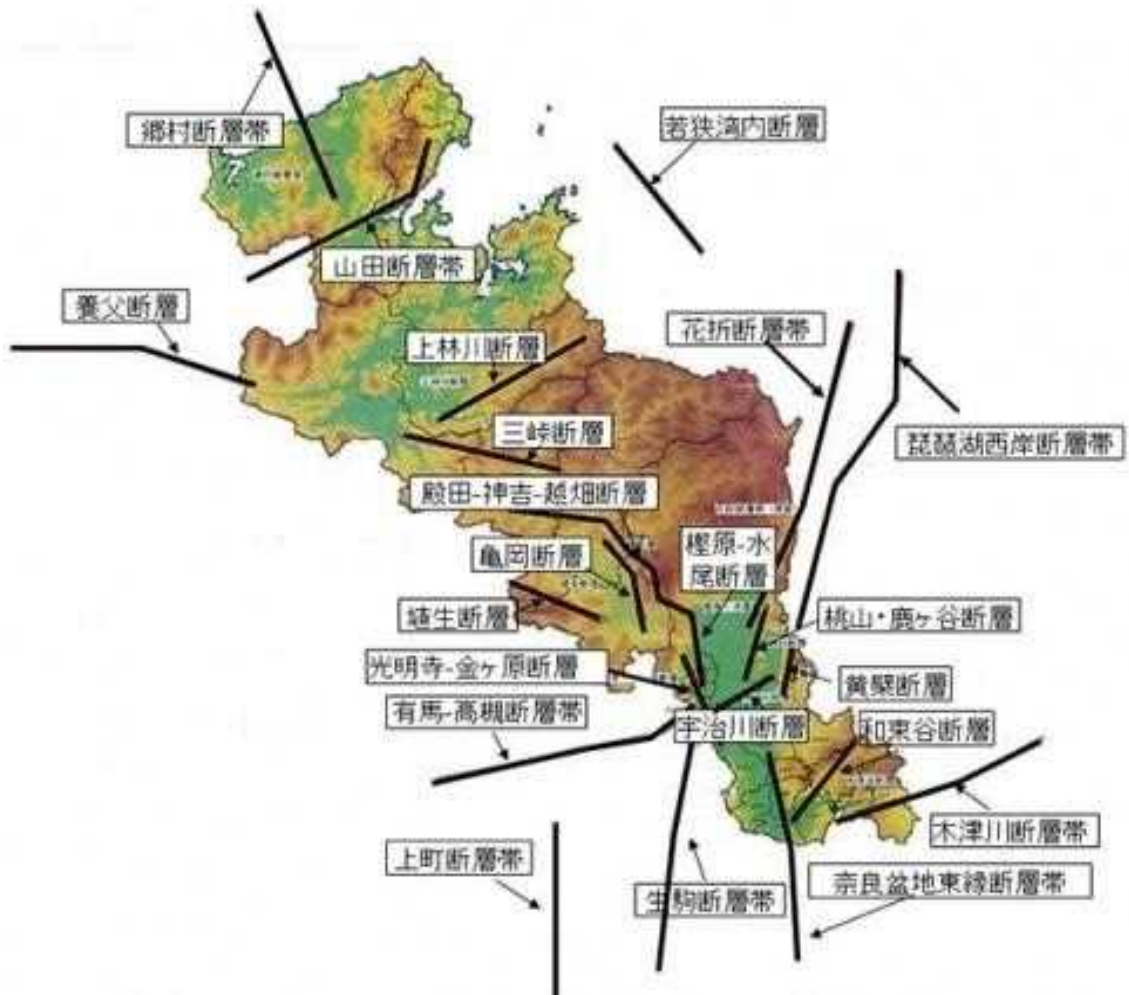 郷村断層帯
若狭湾内断層
山田断層帯
養父断層
花折断層帯
上林川断層
三峠断層
琵琶湖西岸断層帯
殿田-神吉-越畑断層
樫原-水
尾断層
亀岡断層
埴生断層
桃山・鹿ヶ谷断層
光明寺-金ヶ原断層
黄檗断層
有馬-高槻断層帯
宇治川断層
和束谷断層
木津川断層帯
上町断層帯
生駒断層帯
奈良盆地東縁断層帯